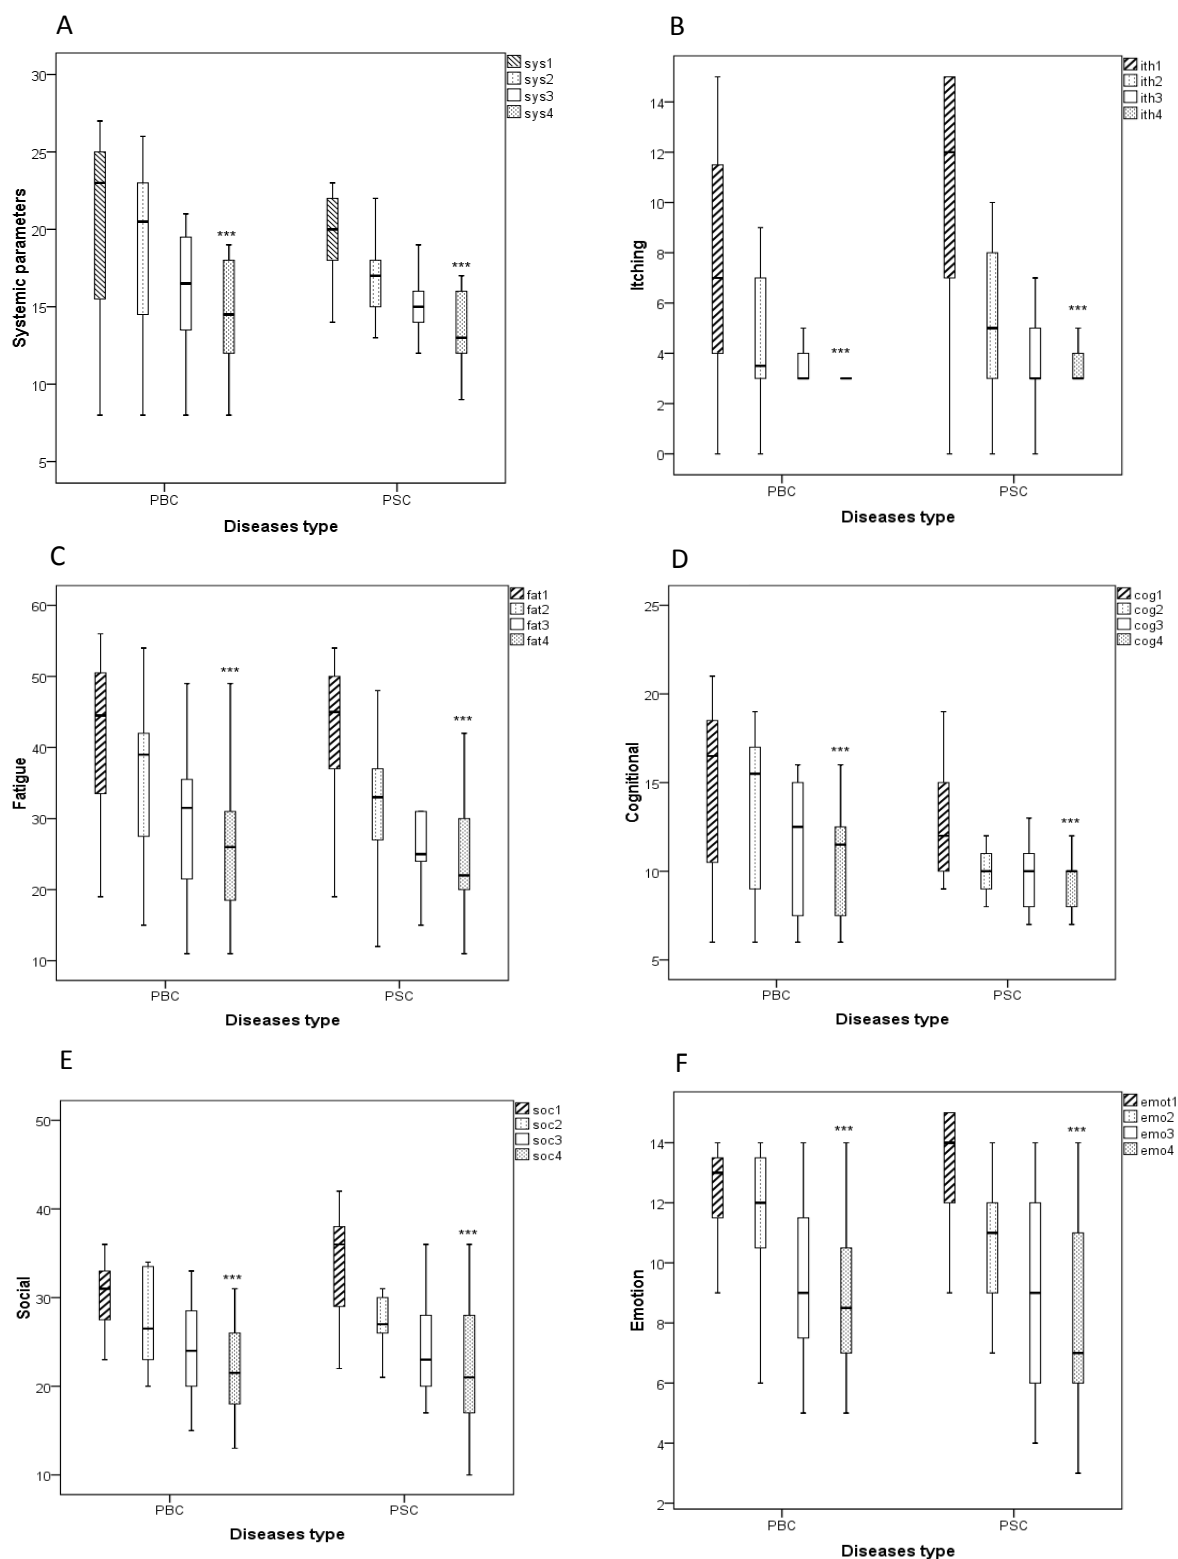 A
30
25
20
15
10
5
Systemic parameters
***
***
PBC
PSC
Diseases type
sys1
sys2
sys3
sys4
B
14
12
10
8
6
4
2
0
Itching
***
***
PBC
PSC
Diseases type
ith1
ith2
ith3
ith4
C
60
50
40
30
20
10
Fatigue
***
***
PBC
PSC
Diseases type
fat1
fat2
fat3
fat4
D
25
20
15
10
5
Cognitional
***
***
PBC
PSC
Diseases type
cog1
cog2
cog3
cog4
E
50
40
30
20
10
Social
***
***
PBC
PSC
Diseases type
soc1
soc2
soc3
soc4
F
14
12
10
8
6
4
2
Emotion
***
***
PBC
PSC
Diseases type
emot1
emo2
emo3
emo4